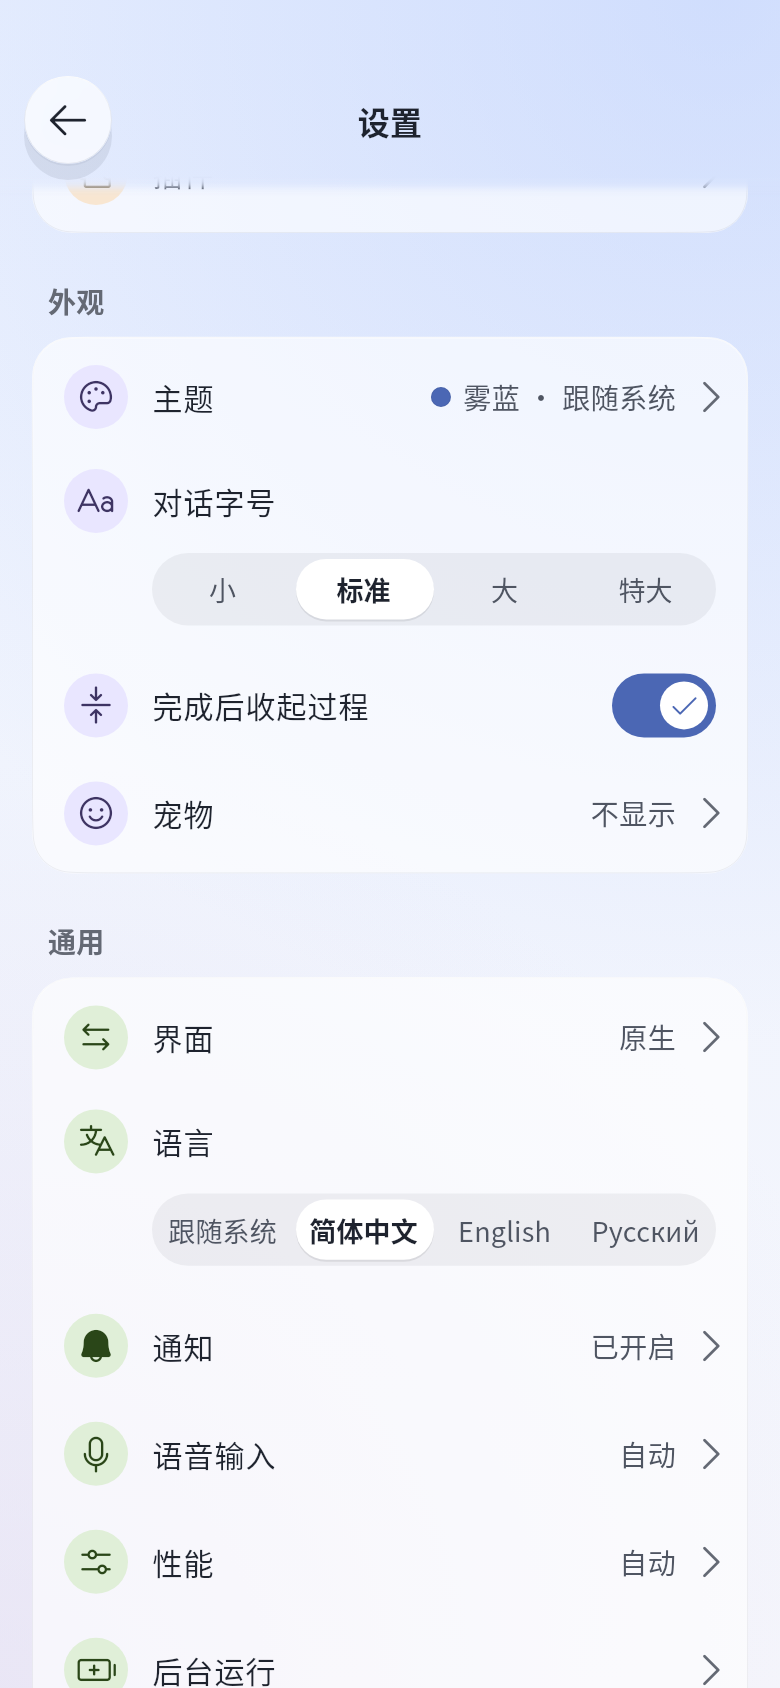 设置
外观
主题
雾蓝 · 跟随系统
Aa
对话字号
小
标准
大
特大
完成后收起过程
宠物
不显示
通用
界面
原生
文A
语言
跟随系统
简体中文
English
Русский
通知
已开启
语音输入
自动
性能
自动
后台运行